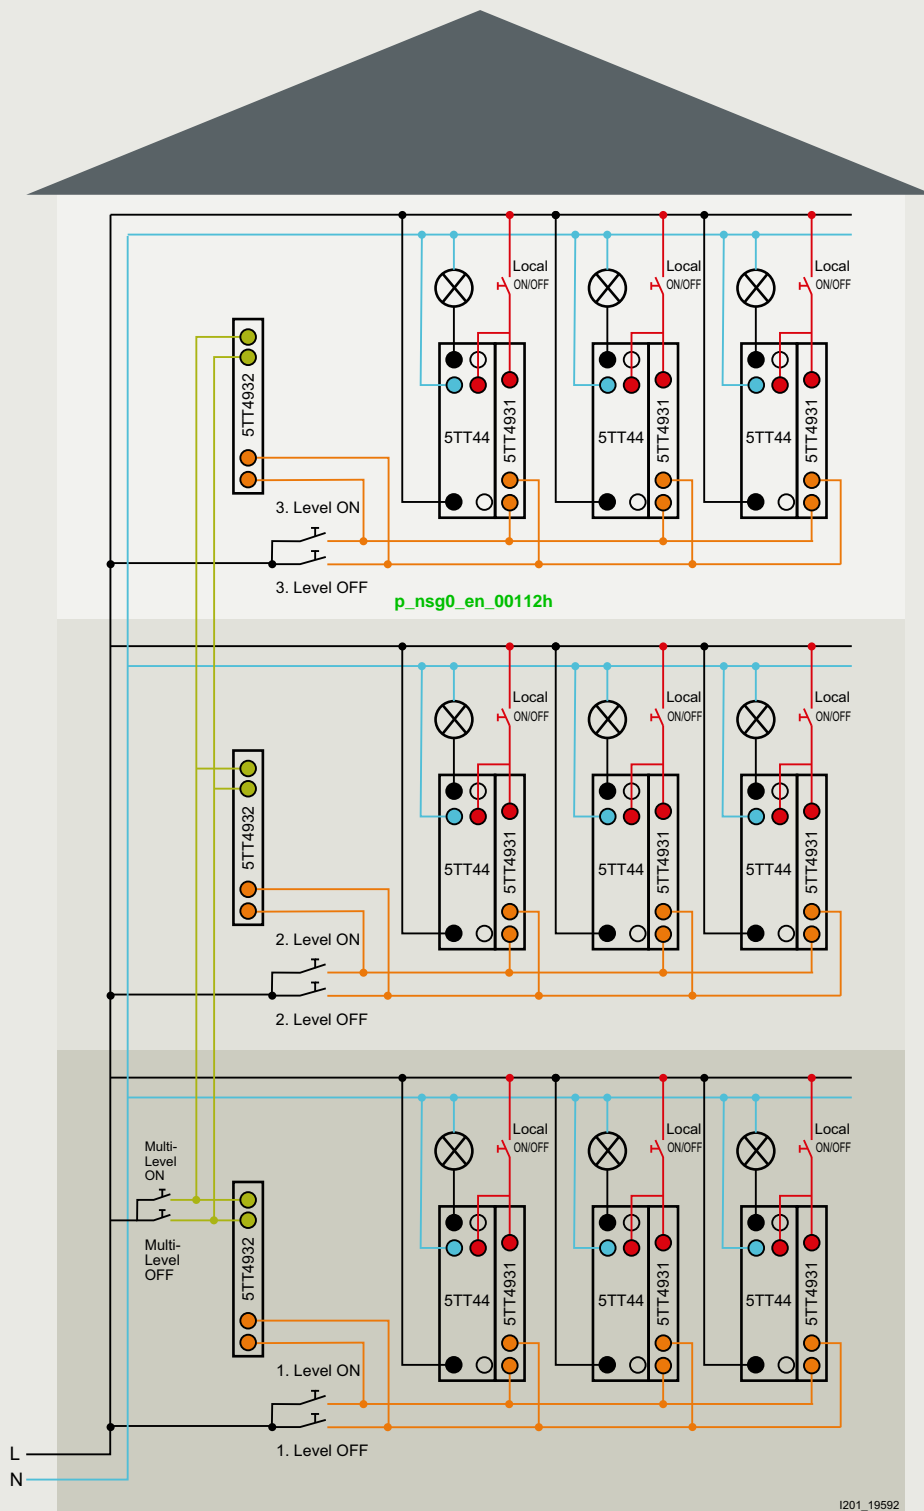 Local Local Local
ON/OFF ON/OFF ON/OFF
5TT4932
5TT44 5TT4931 5TT44 5TT4931 5TT44 5TT4931
3. Level ON
3. Level OFF
p_nsg0_en_00112h
Local Local Local
ON/OFF ON/OFF ON/OFF
5TT4932
5TT44 5TT4931 5TT44 5TT4931 5TT44 5TT4931
2. Level ON
2. Level OFF
Local Local Local
ON/OFF ON/OFF ON/OFF
Multi-
Level
ON
Multi-
Level
OFF
5TT4932
5TT44 5TT4931 5TT44 5TT4931 5TT44 5TT4931
1. Level ON
1. Level OFF
L
N
I201_19592